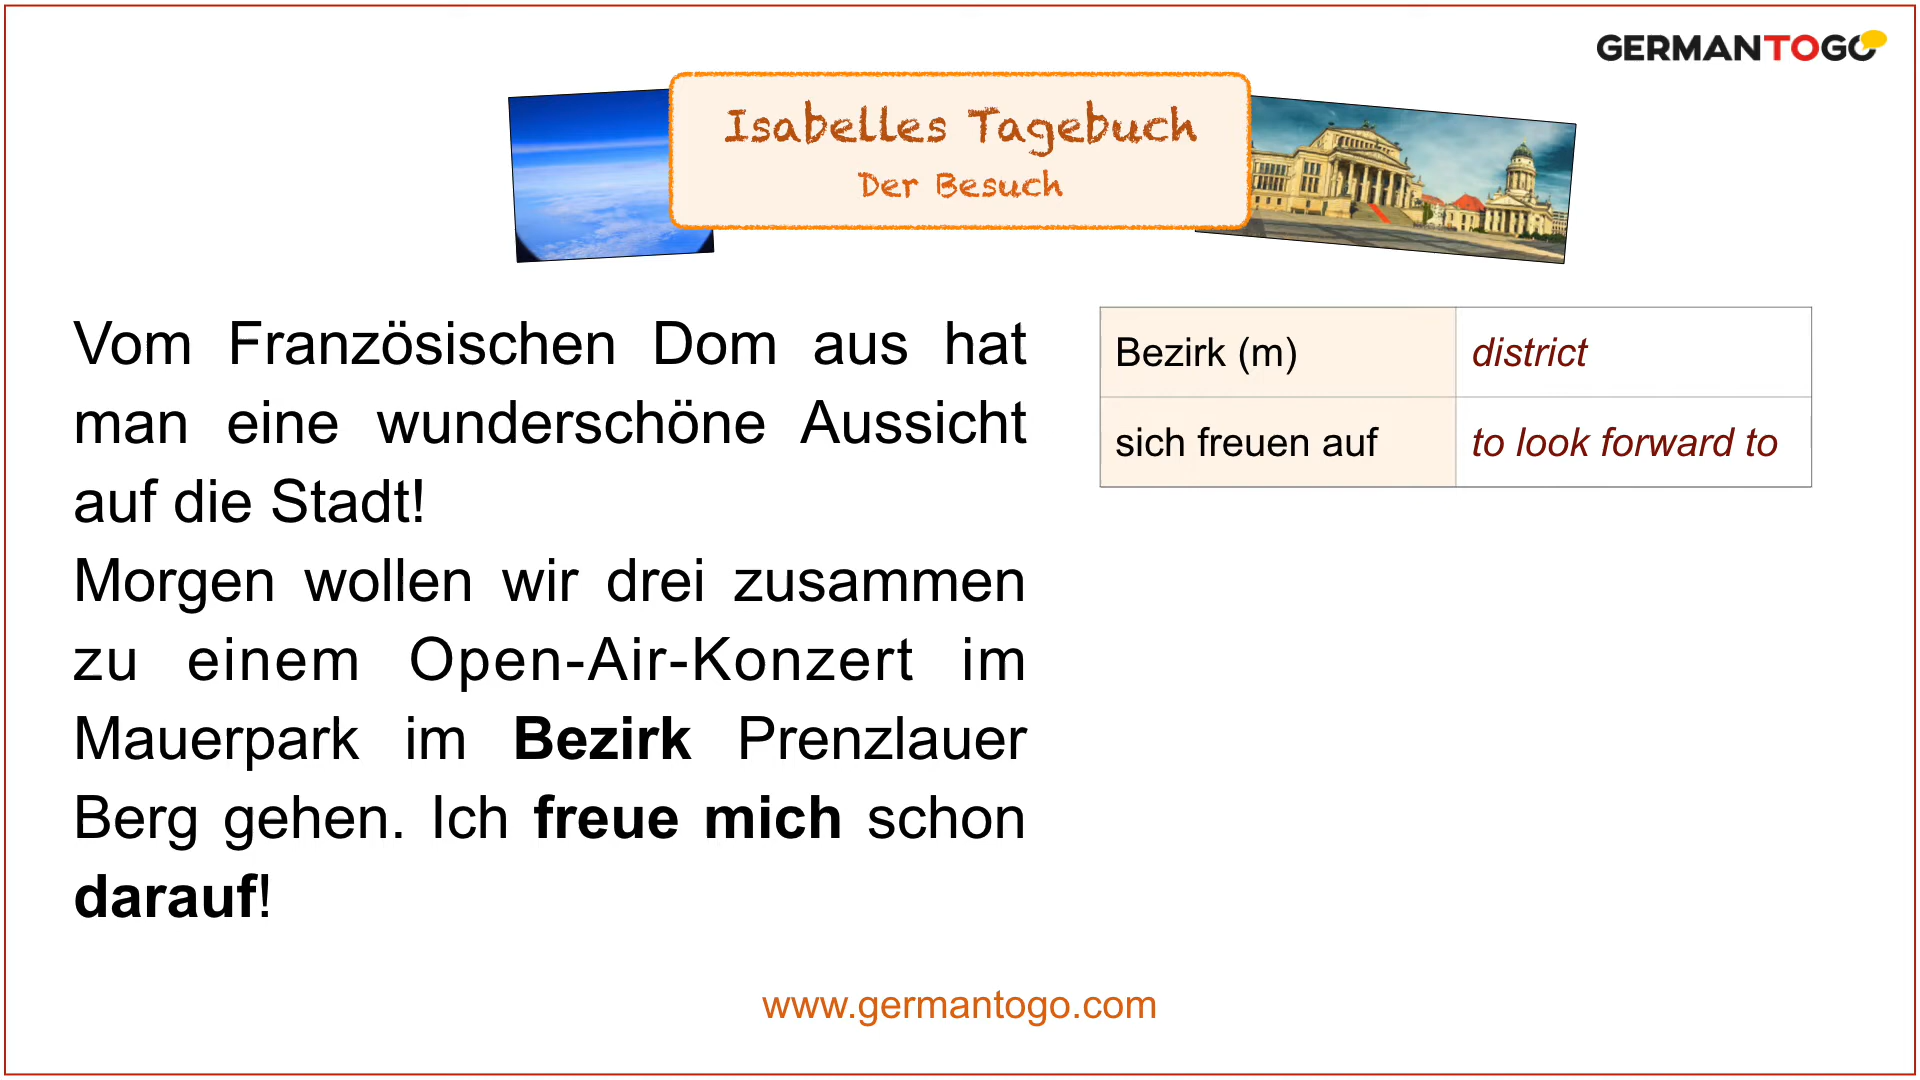 GERMANTOGO
Isabelles Tagebuch
Der Besuch
Vom Französischen Dom aus hat
man eine wunderschöne Aussicht
auf die Stadt!
Morgen wollen wir drei zusammen
zu einem Open-Air-Konzert im
Mauerpark im Bezirk Prenzlauer
Berg gehen. Ich freue mich schon
darauf!
Bezirk (m) district
sich freuen auf to look forward to
www.germantogo.com